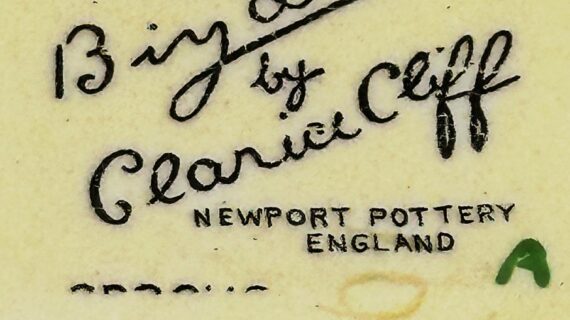 by
Clarice Cliff
NEWPORT POTTERY
ENGLAND
A